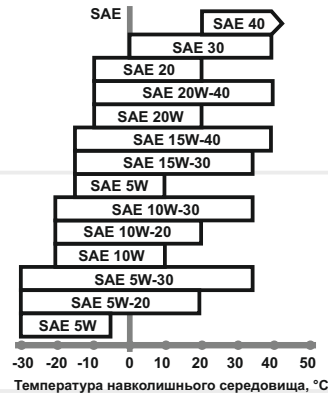 SAE
SAE 40
SAE 30
SAE 20
SAE 20W-40
SAE 20W
SAE 15W-40
SAE 15W-30
SAE 5W
SAE 10W-30
SAE 10W-20
SAE 10W
SAE 5W-30
SAE 5W-20
SAE 5W
-30 -20 -10 0 10 20 30 40 50
Температура навколишнього середовища, °C